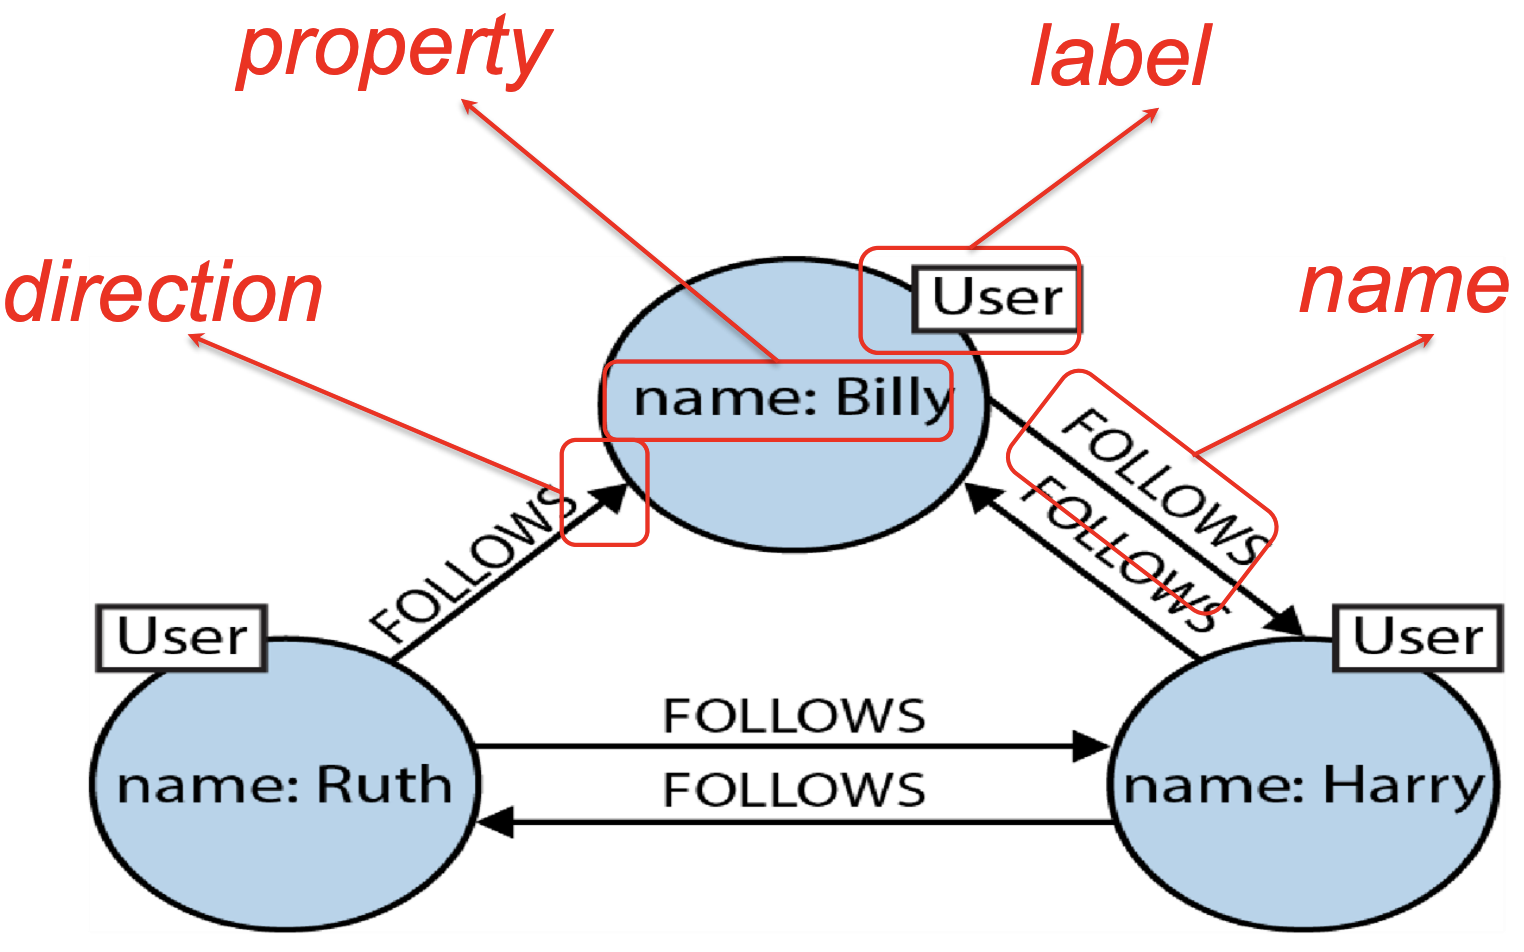 property
label
direction
User
name
name: Billy
FOLLOWS
FOLLOWS
FOLLOWS
User
User
FOLLOWS
name: Ruth
FOLLOWS
name: Harry